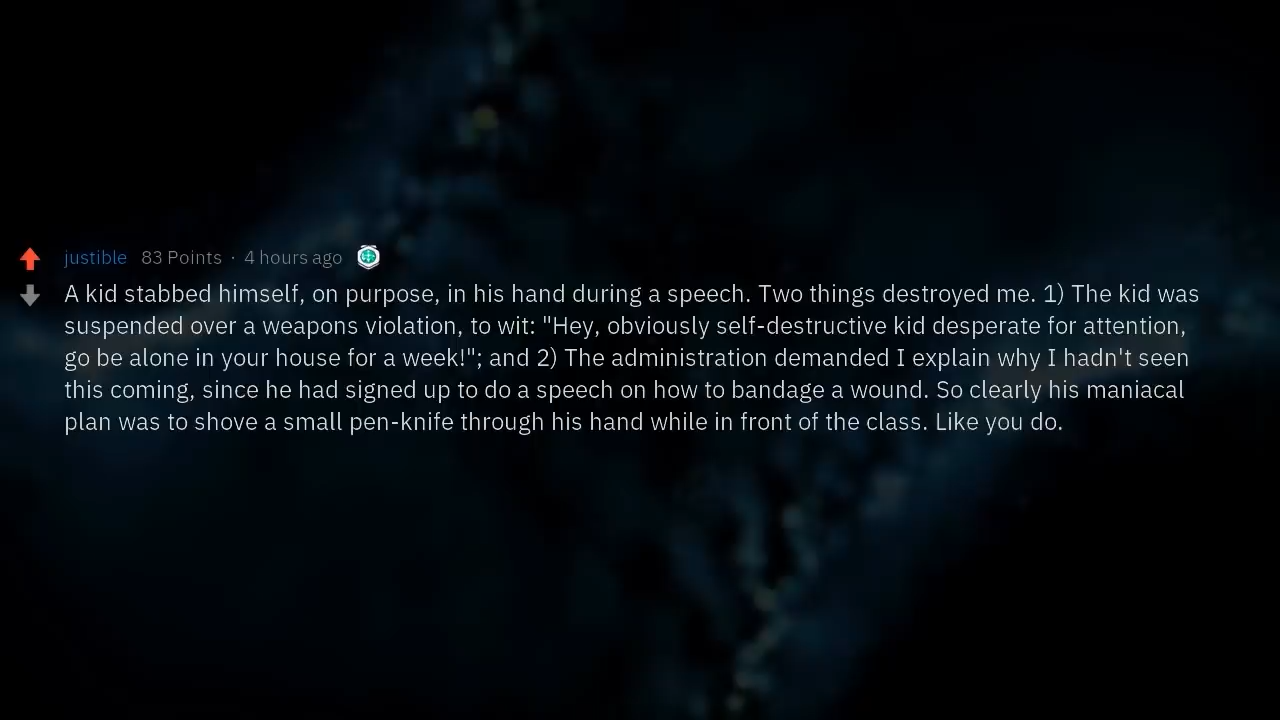 justible 83 Points · 4 hours ago
A kid stabbed himself, on purpose, in his hand during a speech. Two things destroyed me. 1) The kid was
suspended over a weapons violation, to wit: "Hey, obviously self-destructive kid desperate for attention,
go be alone in your house for a week!"; and 2) The administration demanded I explain why I hadn't seen
this coming, since he had signed up to do a speech on how to bandage a wound. So clearly his maniacal
plan was to shove a small pen-knife through his hand while in front of the class. Like you do.